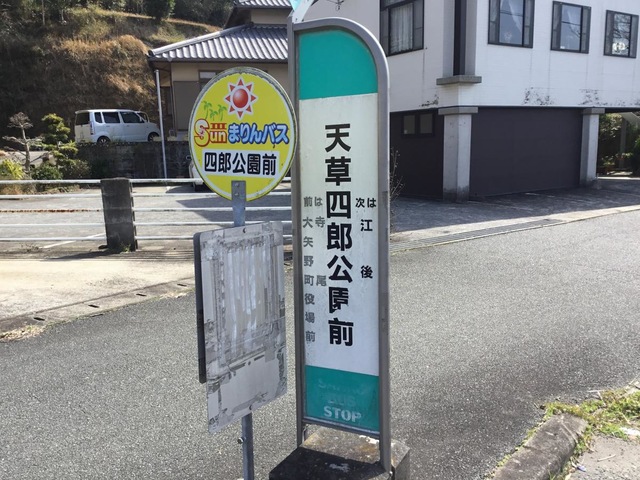 Sunまりんバス
四郎公園前
天草四郎公園前
次は
江後
前は寺尾
大矢野町役場前
BUS
STOP